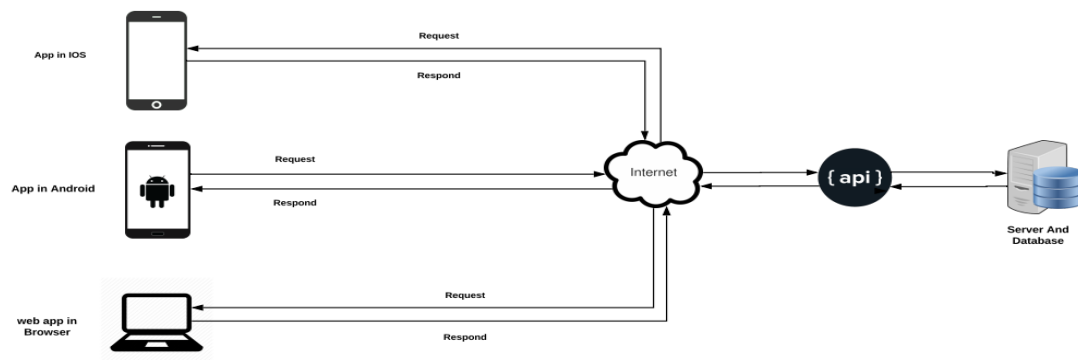 Request
App in IOS
Respond
Request
App in Android
Respond
Internet
{ api }
Server And
Database
Request
web app in
Browser
Respond